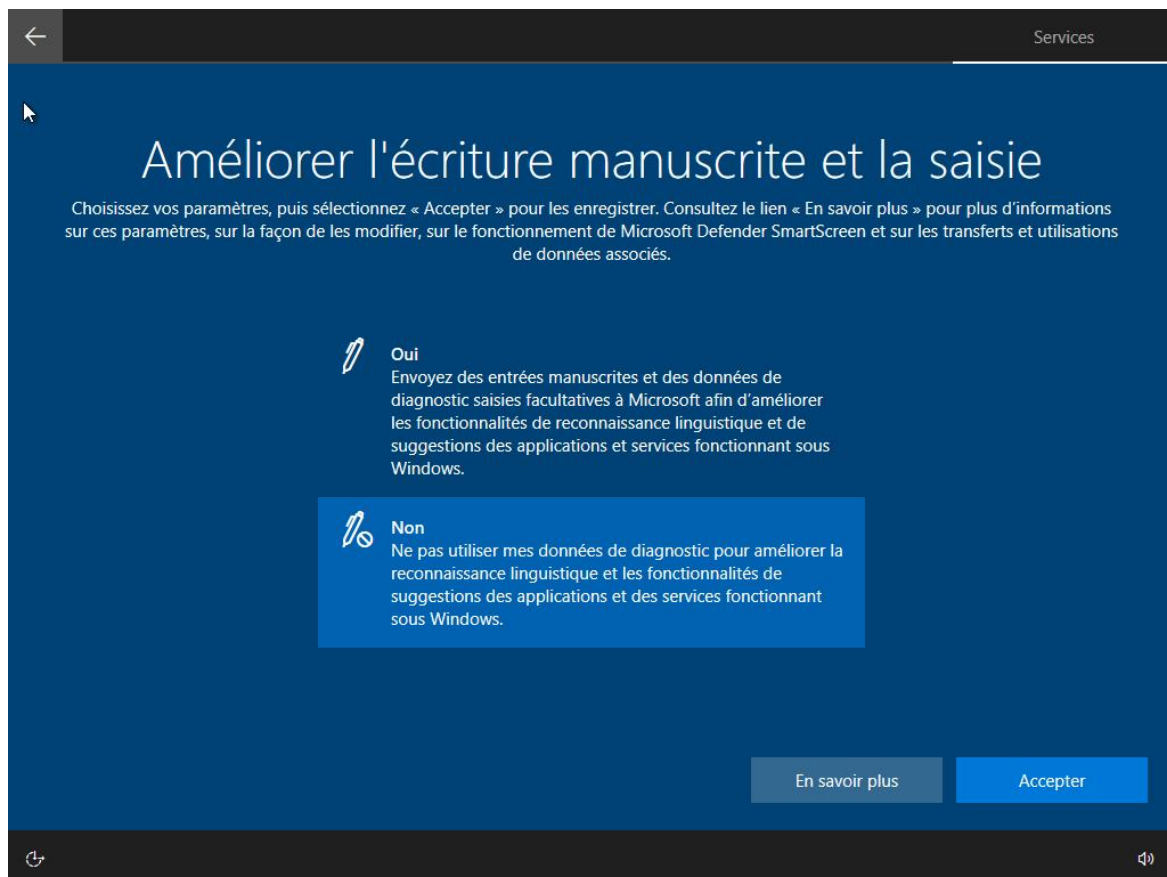 Services
Améliorer l'écriture manuscrite et la saisie
Choisissez vos paramètres, puis sélectionnez « Accepter » pour les enregistrer. Consultez le lien « En savoir plus » pour plus d'informations
sur ces paramètres, sur la façon de les modifier, sur le fonctionnement de Microsoft Defender SmartScreen et sur les transferts et utilisations
de données associés.
Oui
Envoyez des entrées manuscrites et des données de
diagnostic saisies facultatives à Microsoft afin d'améliorer
les fonctionnalités de reconnaissance linguistique et de
suggestions des applications et services fonctionnant sous
Windows.
Non
Ne pas utiliser mes données de diagnostic pour améliorer la
reconnaissance linguistique et les fonctionnalités de
suggestions des applications et des services fonctionnant
sous Windows.
En savoir plus
Accepter